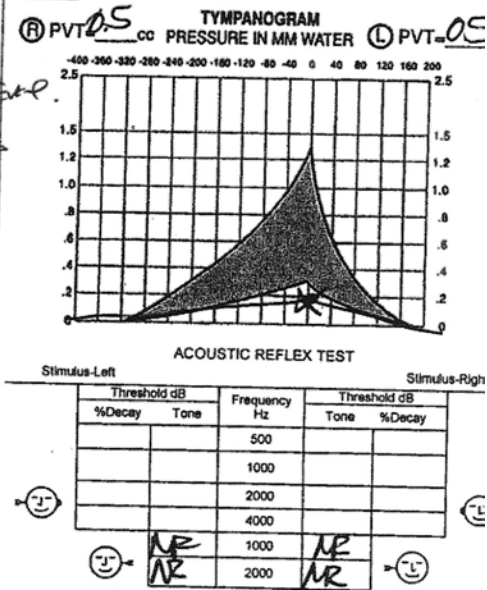 TYMPANOGRAM
Ⓡ PVT 0.5 cc PRESSURE IN MM WATER Ⓛ PVT= 0.5
-400 -360 -320 -280 -240 -200 -160 -120 -80 -40 0 40 80 120 160 200
2.5 2.5
1.5 1.5
1.2 1.2
1.0 1.0
.8 .8
.6 .6
.4 .4
.2 .2
0 0
ACOUSTIC REFLEX TEST
Stimulus-Left Stimulus-Right
Threshold dB Frequency Hz Threshold dB
%Decay Tone Tone %Decay
500
1000
2000
4000
NR 1000 NR
NR 2000 NR